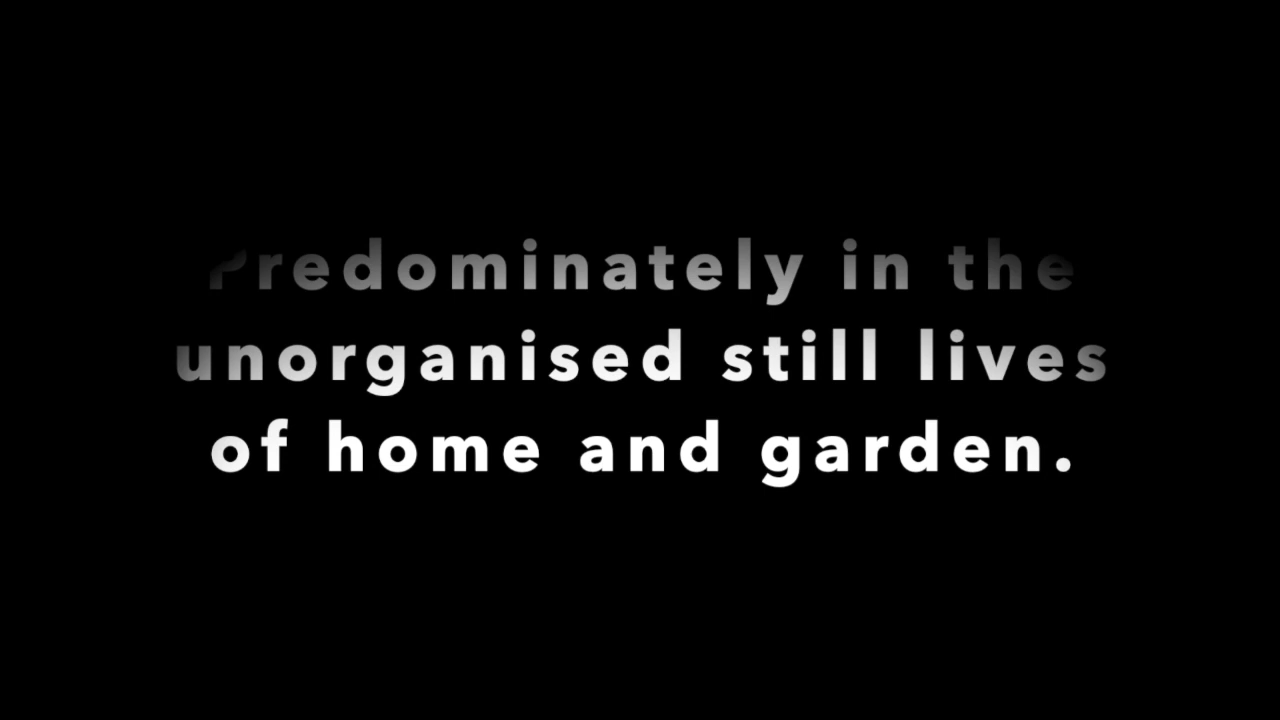 Predominately in the
unorganised still lives
of home and garden.